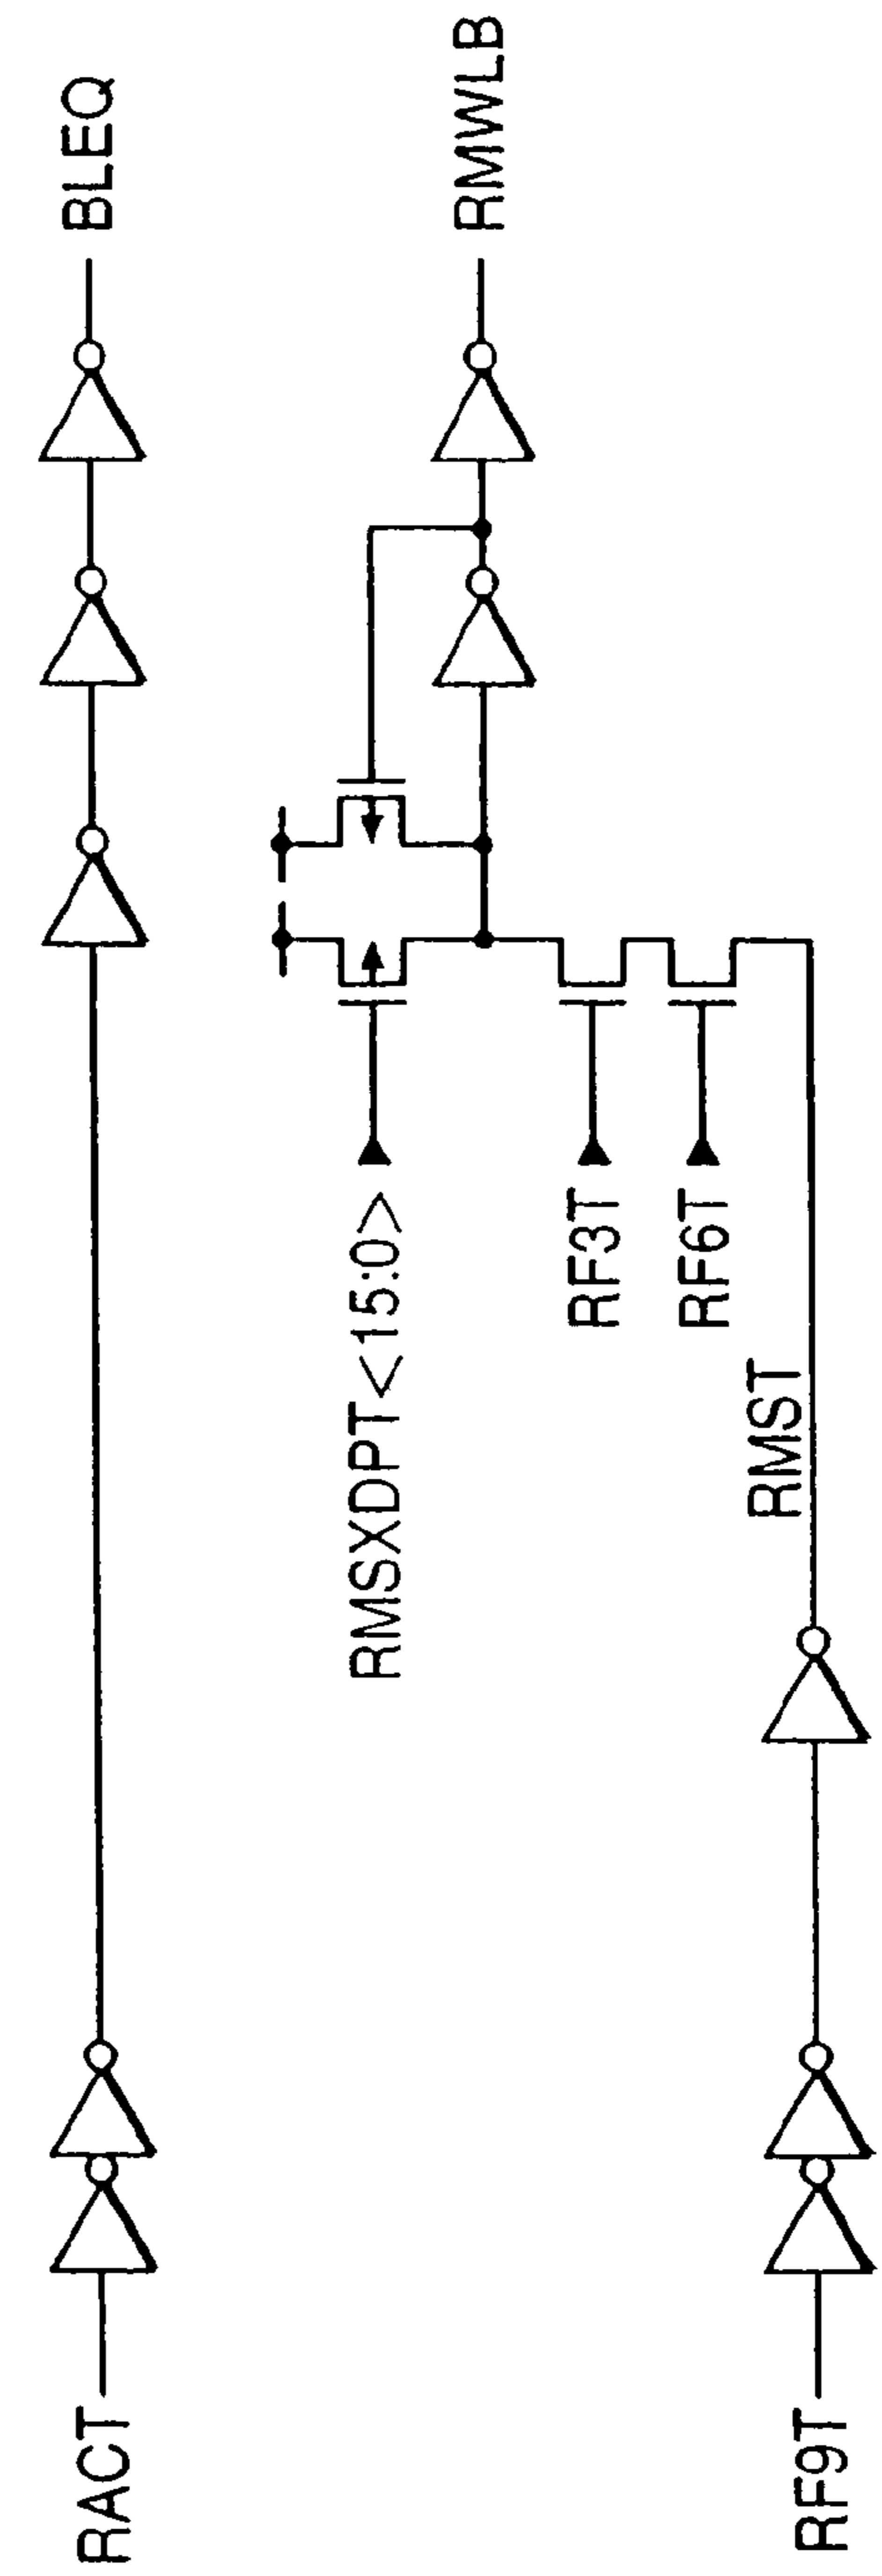 RACT
BLEQ
RMSXDPT<15:0>
RMWLB
RF3T
RF6T
RMST
RF9T